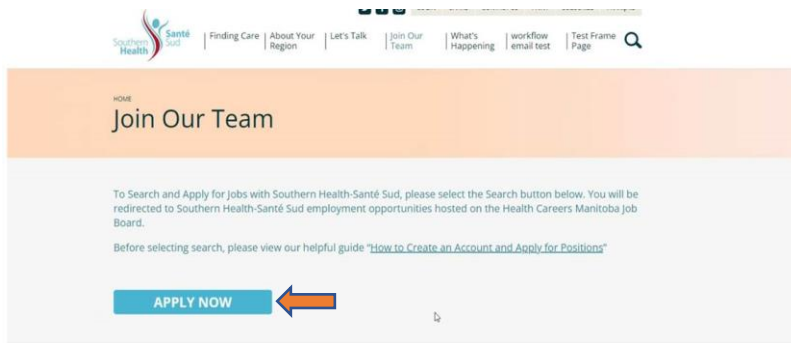 Southern Health
Santé Sud
Finding Care
About Your Region
Let's Talk
Join Our Team
What's Happening
workflow email test
Test Frame Page
HOME
Join Our Team
To Search and Apply for Jobs with Southern Health-Santé Sud, please select the Search button below. You will be
redirected to Southern Health-Santé Sud employment opportunities hosted on the Health Careers Manitoba Job
Board.
Before selecting search, please view our helpful guide "How to Create an Account and Apply for Positions"
APPLY NOW